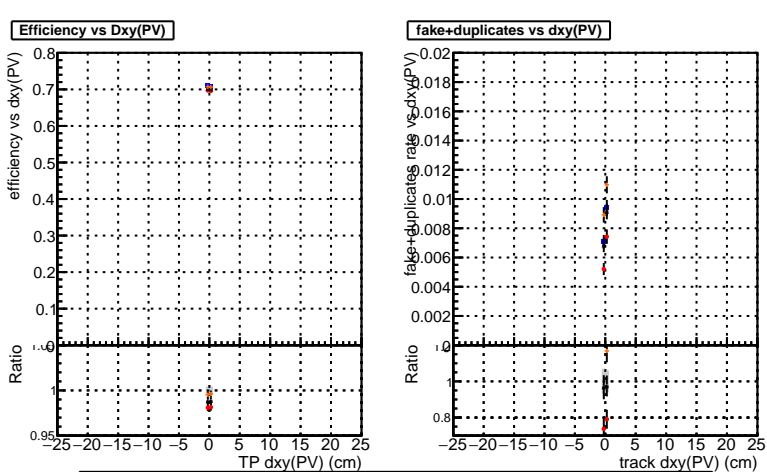 Efficiency vs Dxy(PV)
efficiency vs dxy(PV)
0.8
0.7
0.6
0.5
0.4
0.3
0.2
0.1
0
Ratio
1
0.95
−25 −20 −15 −10 −5 0 5 10 15 20 25
TP dxy(PV) (cm)
fake+duplicates vs dxy(PV)
fake+duplicates rate vs dxy(PV)
0.02
0.018
0.016
0.014
0.012
0.01
0.008
0.006
0.004
0.002
0
Ratio
1
0.8
−25 −20 −15 −10 −5 0 5 10 15 20 25
track dxy(PV) (cm)